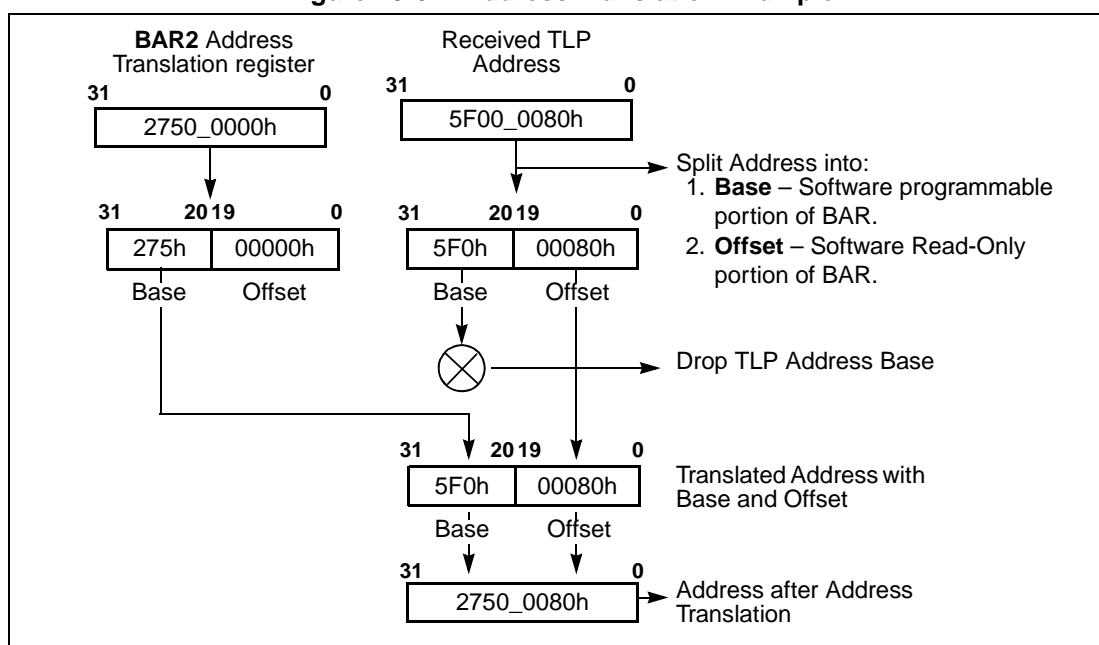 BAR2 Address
Translation register
31 0
2750_0000h
Received TLP
Address
31 0
5F00_0080h
Split Address into:
1. Base – Software programmable
portion of BAR.
2. Offset – Software Read-Only
portion of BAR.
31 20 19 0
275h 00000h
Base Offset
31 20 19 0
5F0h 00080h
Base Offset
Drop TLP Address Base
31 20 19 0
5F0h 00080h
Base Offset
Translated Address with
Base and Offset
31 0
2750_0080h
Address after Address
Translation